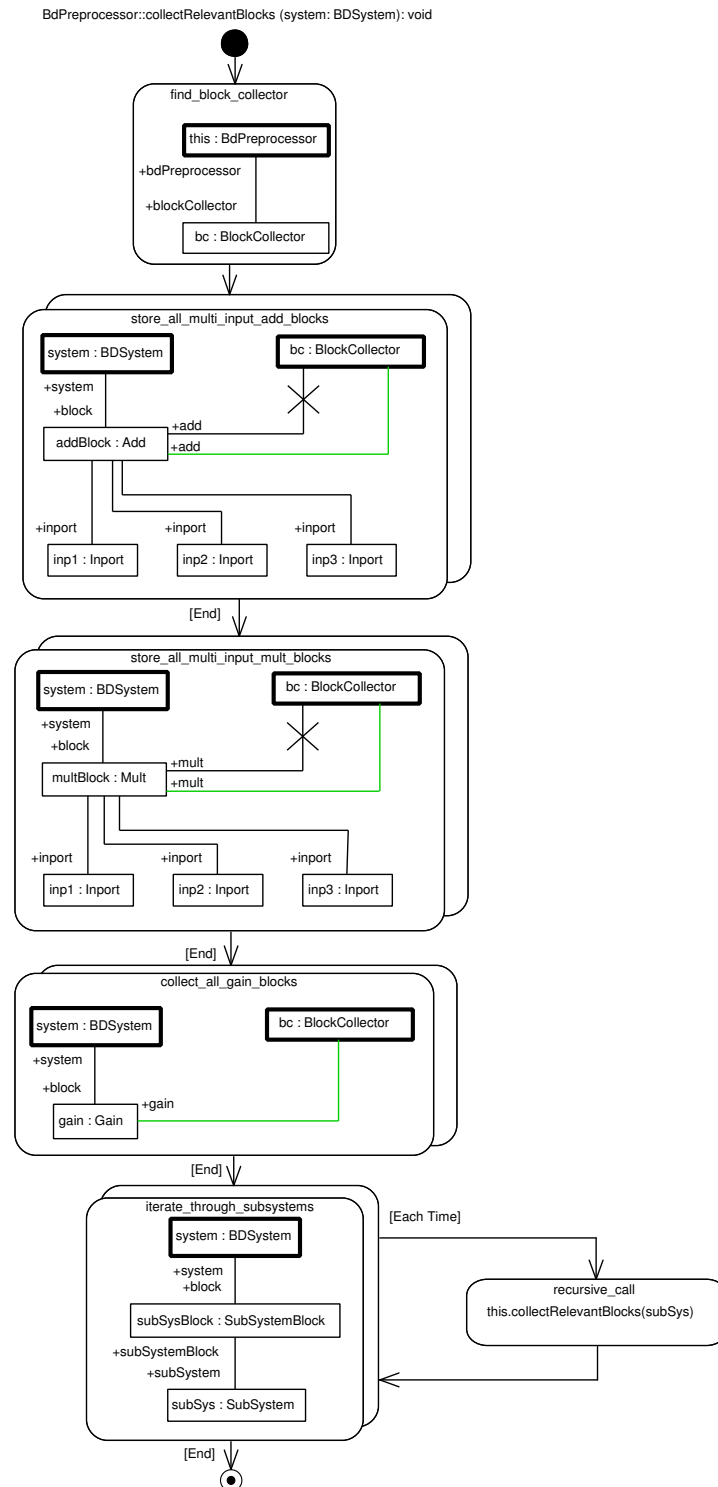 BdPreprocessor::collectRelevantBlocks (system: BDSystem): void
find_block_collector
this : BdPreprocessor
+bdPreprocessor
+blockCollector
bc : BlockCollector
store_all_multi_input_add_blocks
system : BDSystem
bc : BlockCollector
+system
+block
+add
addBlock : Add
+add
+inport
+inport
+inport
inp1 : Inport
inp2 : Inport
inp3 : Inport
[End]
store_all_multi_input_mult_blocks
system : BDSystem
bc : BlockCollector
+system
+block
+mult
multBlock : Mult
+mult
+inport
+inport
+inport
inp1 : Inport
inp2 : Inport
inp3 : Inport
[End]
collect_all_gain_blocks
system : BDSystem
bc : BlockCollector
+system
+block
+gain
gain : Gain
[End]
iterate_through_subsystems
system : BDSystem
[Each Time]
+system
+block
recursive_call
this.collectRelevantBlocks(subSys)
subSysBlock : SubSystemBlock
+subSystemBlock
+subSystem
subSys : SubSystem
[End]